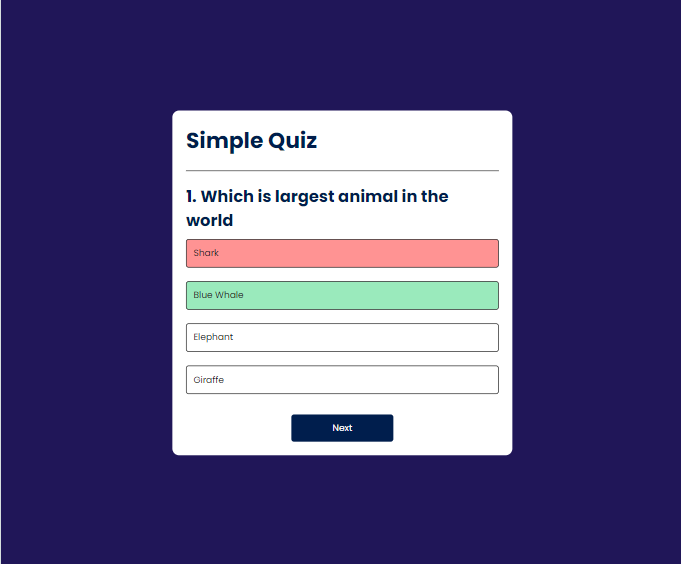 Simple Quiz
1. Which is largest animal in the
world
Shark
Blue Whale
Elephant
Giraffe
Next